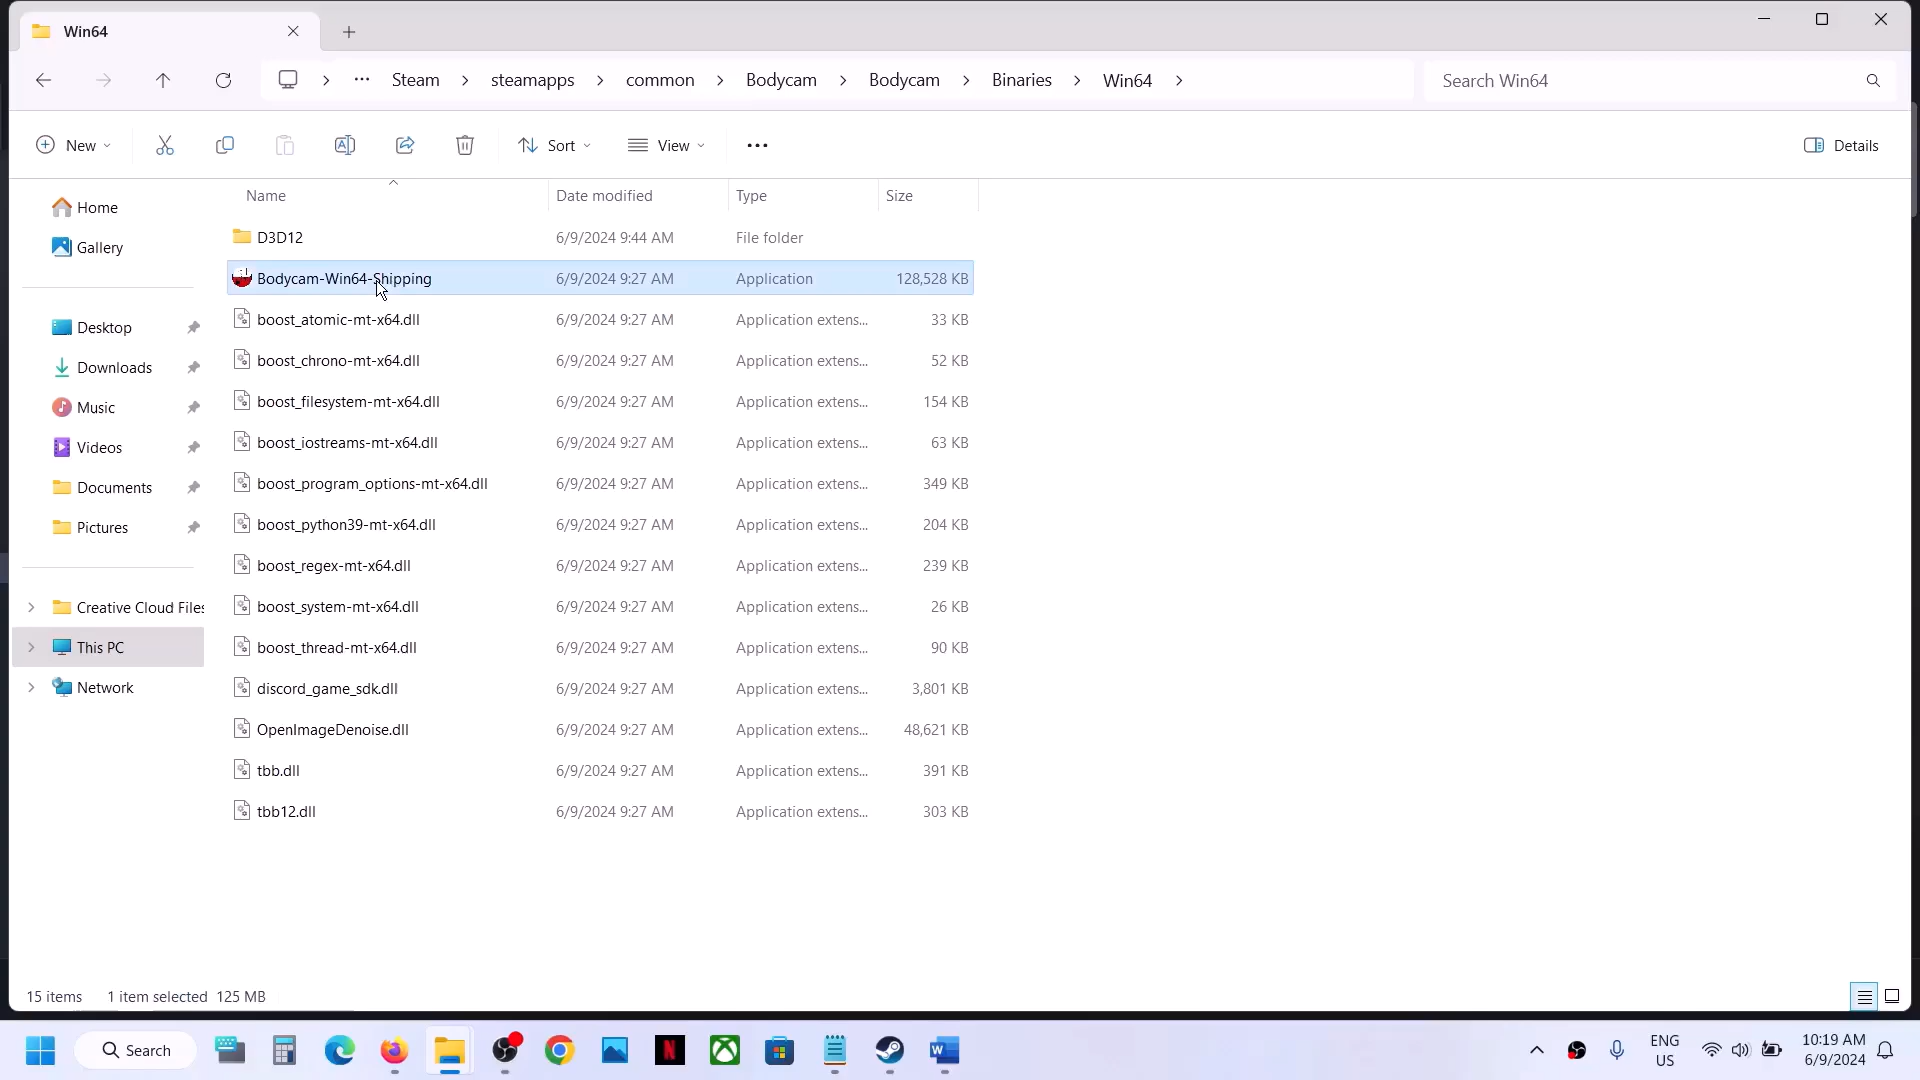 Win64
Steam steamapps common Bodycam Bodycam Binaries Win64
Search Win64
New
Sort
View
Details
Name Date modified Type Size
Home
Gallery
Desktop
Downloads
Music
Videos
Documents
Pictures
Creative Cloud Files
This PC
Network
D3D12 6/9/2024 9:44 AM File folder
Bodycam-Win64-Shipping 6/9/2024 9:27 AM Application 128,528 KB
boost_atomic-mt-x64.dll 6/9/2024 9:27 AM Application extens... 33 KB
boost_chrono-mt-x64.dll 6/9/2024 9:27 AM Application extens... 52 KB
boost_filesystem-mt-x64.dll 6/9/2024 9:27 AM Application extens... 154 KB
boost_iostreams-mt-x64.dll 6/9/2024 9:27 AM Application extens... 63 KB
boost_program_options-mt-x64.dll 6/9/2024 9:27 AM Application extens... 349 KB
boost_python39-mt-x64.dll 6/9/2024 9:27 AM Application extens... 204 KB
boost_regex-mt-x64.dll 6/9/2024 9:27 AM Application extens... 239 KB
boost_system-mt-x64.dll 6/9/2024 9:27 AM Application extens... 26 KB
boost_thread-mt-x64.dll 6/9/2024 9:27 AM Application extens... 90 KB
discord_game_sdk.dll 6/9/2024 9:27 AM Application extens... 3,801 KB
OpenImageDenoise.dll 6/9/2024 9:27 AM Application extens... 48,621 KB
tbb.dll 6/9/2024 9:27 AM Application extens... 391 KB
tbb12.dll 6/9/2024 9:27 AM Application extens... 303 KB
15 items 1 item selected 125 MB
Search
ENG
US
10:19 AM
6/9/2024